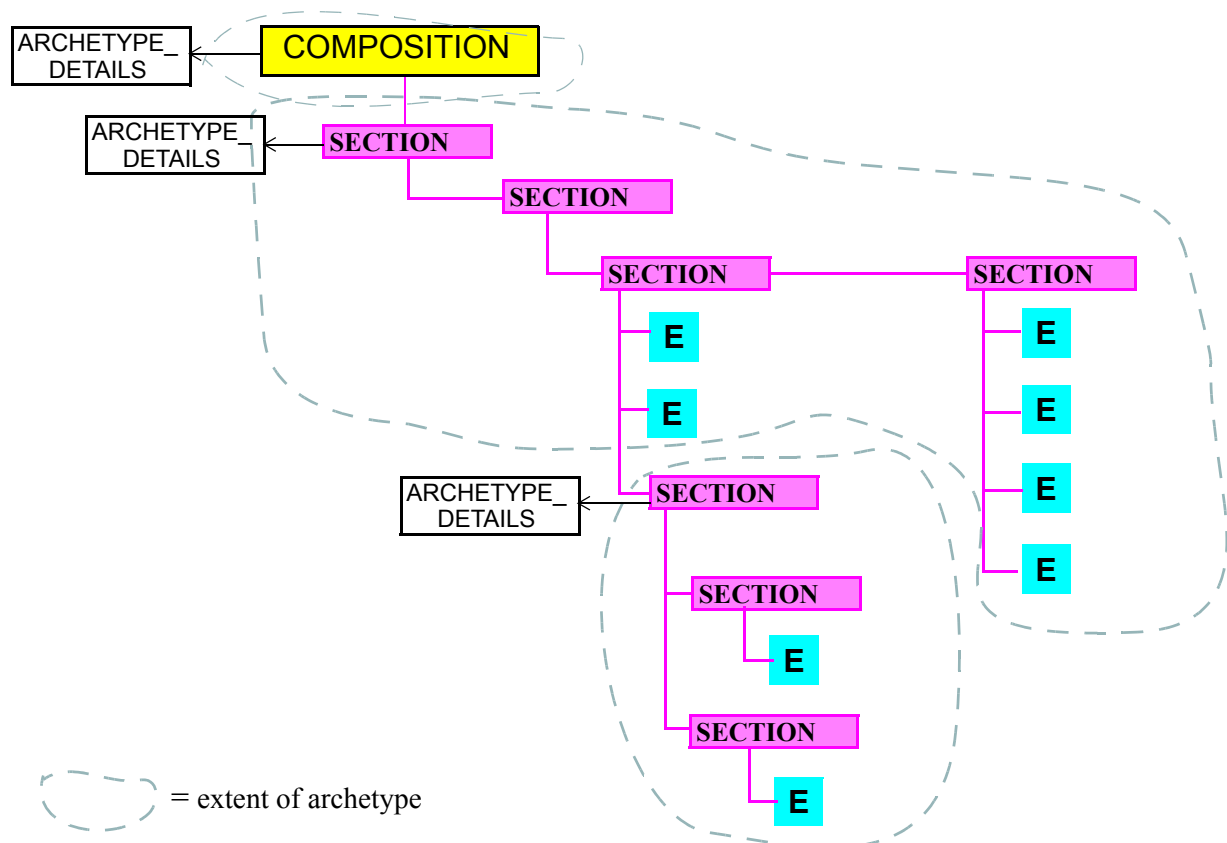 COMPOSITION
ARCHETYPE_
DETAILS
ARCHETYPE_
DETAILS
SECTION
SECTION
SECTION
SECTION
E
E
E
E
E
E
ARCHETYPE_
DETAILS
SECTION
SECTION
E
SECTION
E
= extent of archetype